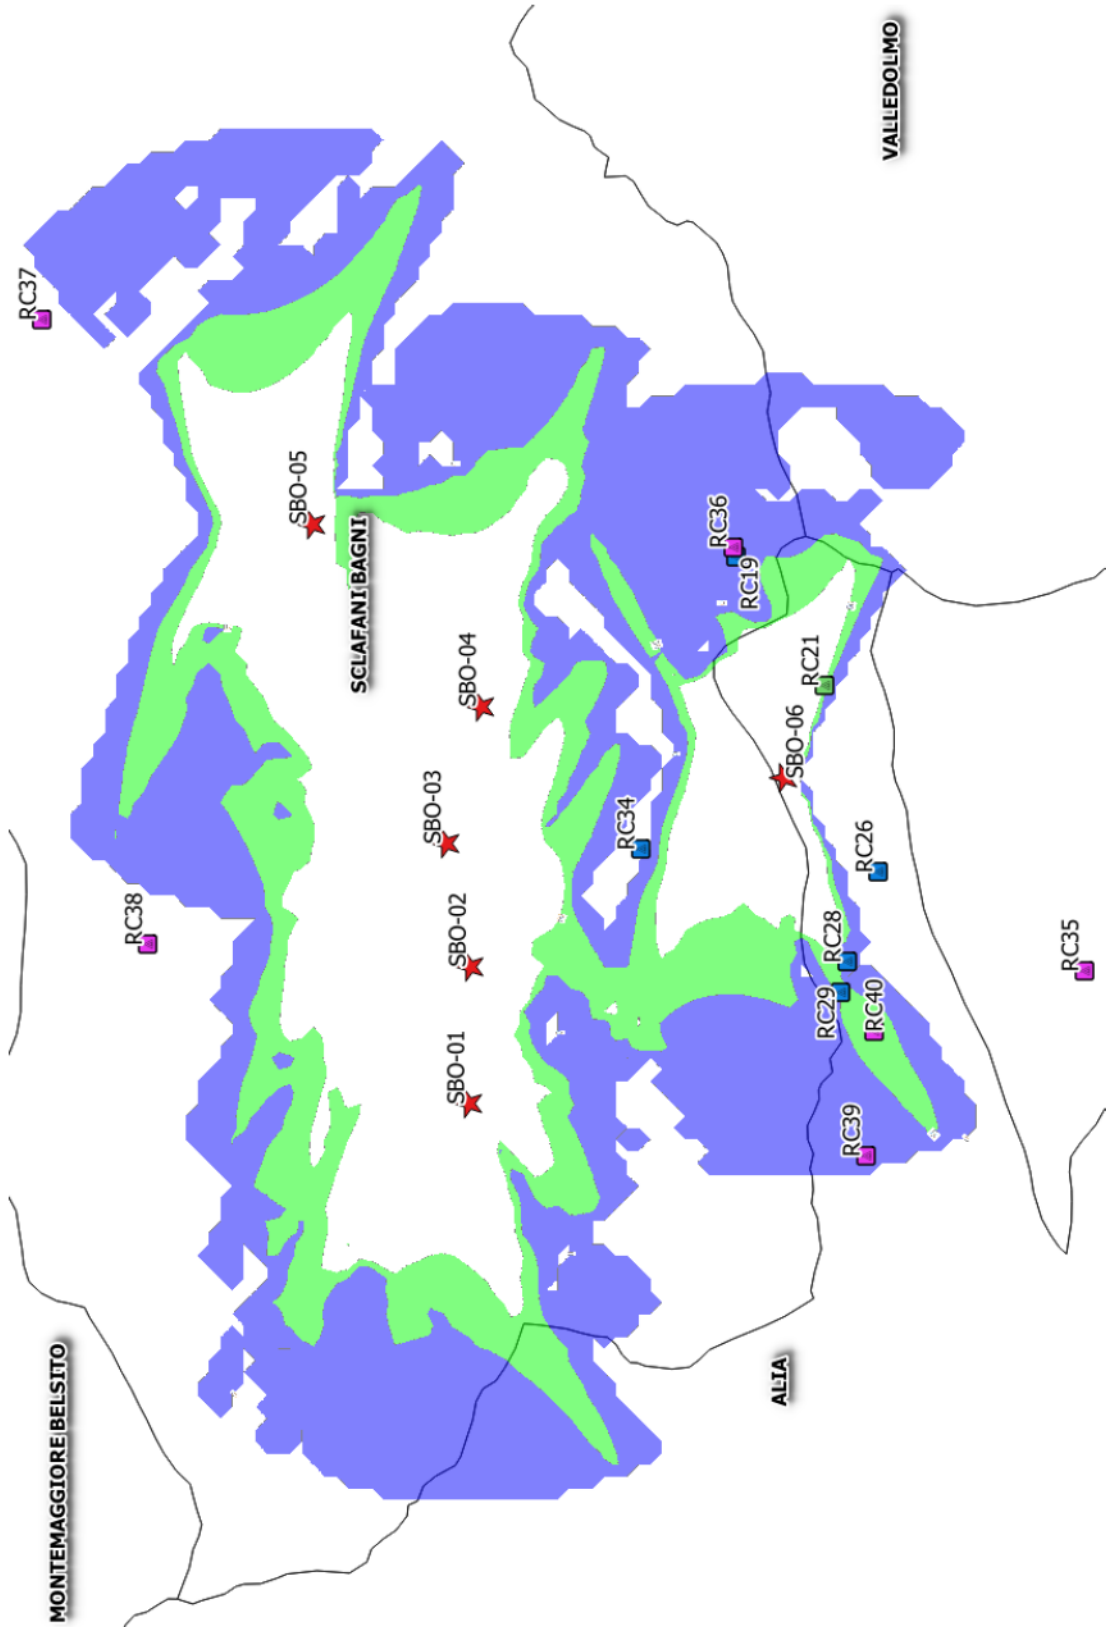 MONTEMAGGIORE BELSITO
RC38
RC37
SBO-05
SCLAFANI BAGNI
SBO-01
SBO-02
SBO-03
SBO-04
RC34
RC36
RC19
VALLEDOLMO
ALIA
SBO-06
RC21
RC29
RC28
RC26
RC39
RC40
RC35